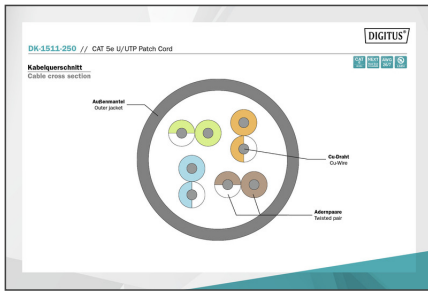 DIGITUS®
DK-1511-250 // CAT 5e U/UTP Patch Cord
Kabelquerschnitt
Cable cross section
Außenmantel
Outer jacket
Cu-Draht
Cu-Wire
Adernpaare
Twisted pair